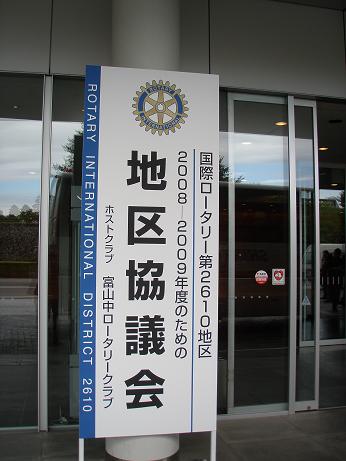 国際ロータリー第2610地区
2008―2009年度のための
地区協議会
ホストクラブ 富山中ロータリークラブ
ROTARY INTERNATIONAL DISTRICT 2610